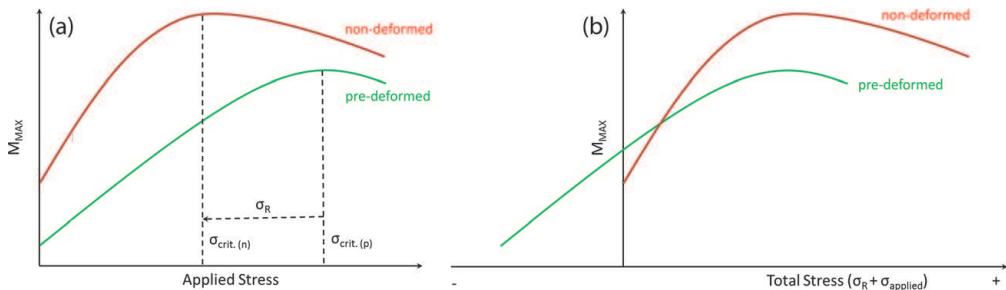 (a)
non-deformed
pre-deformed
M_MAX
σ_R
σ_crit. (n)
σ_crit. (p)
Applied Stress
(b)
non-deformed
pre-deformed
M_MAX
-
Total Stress (σ_R + σ_applied)
+